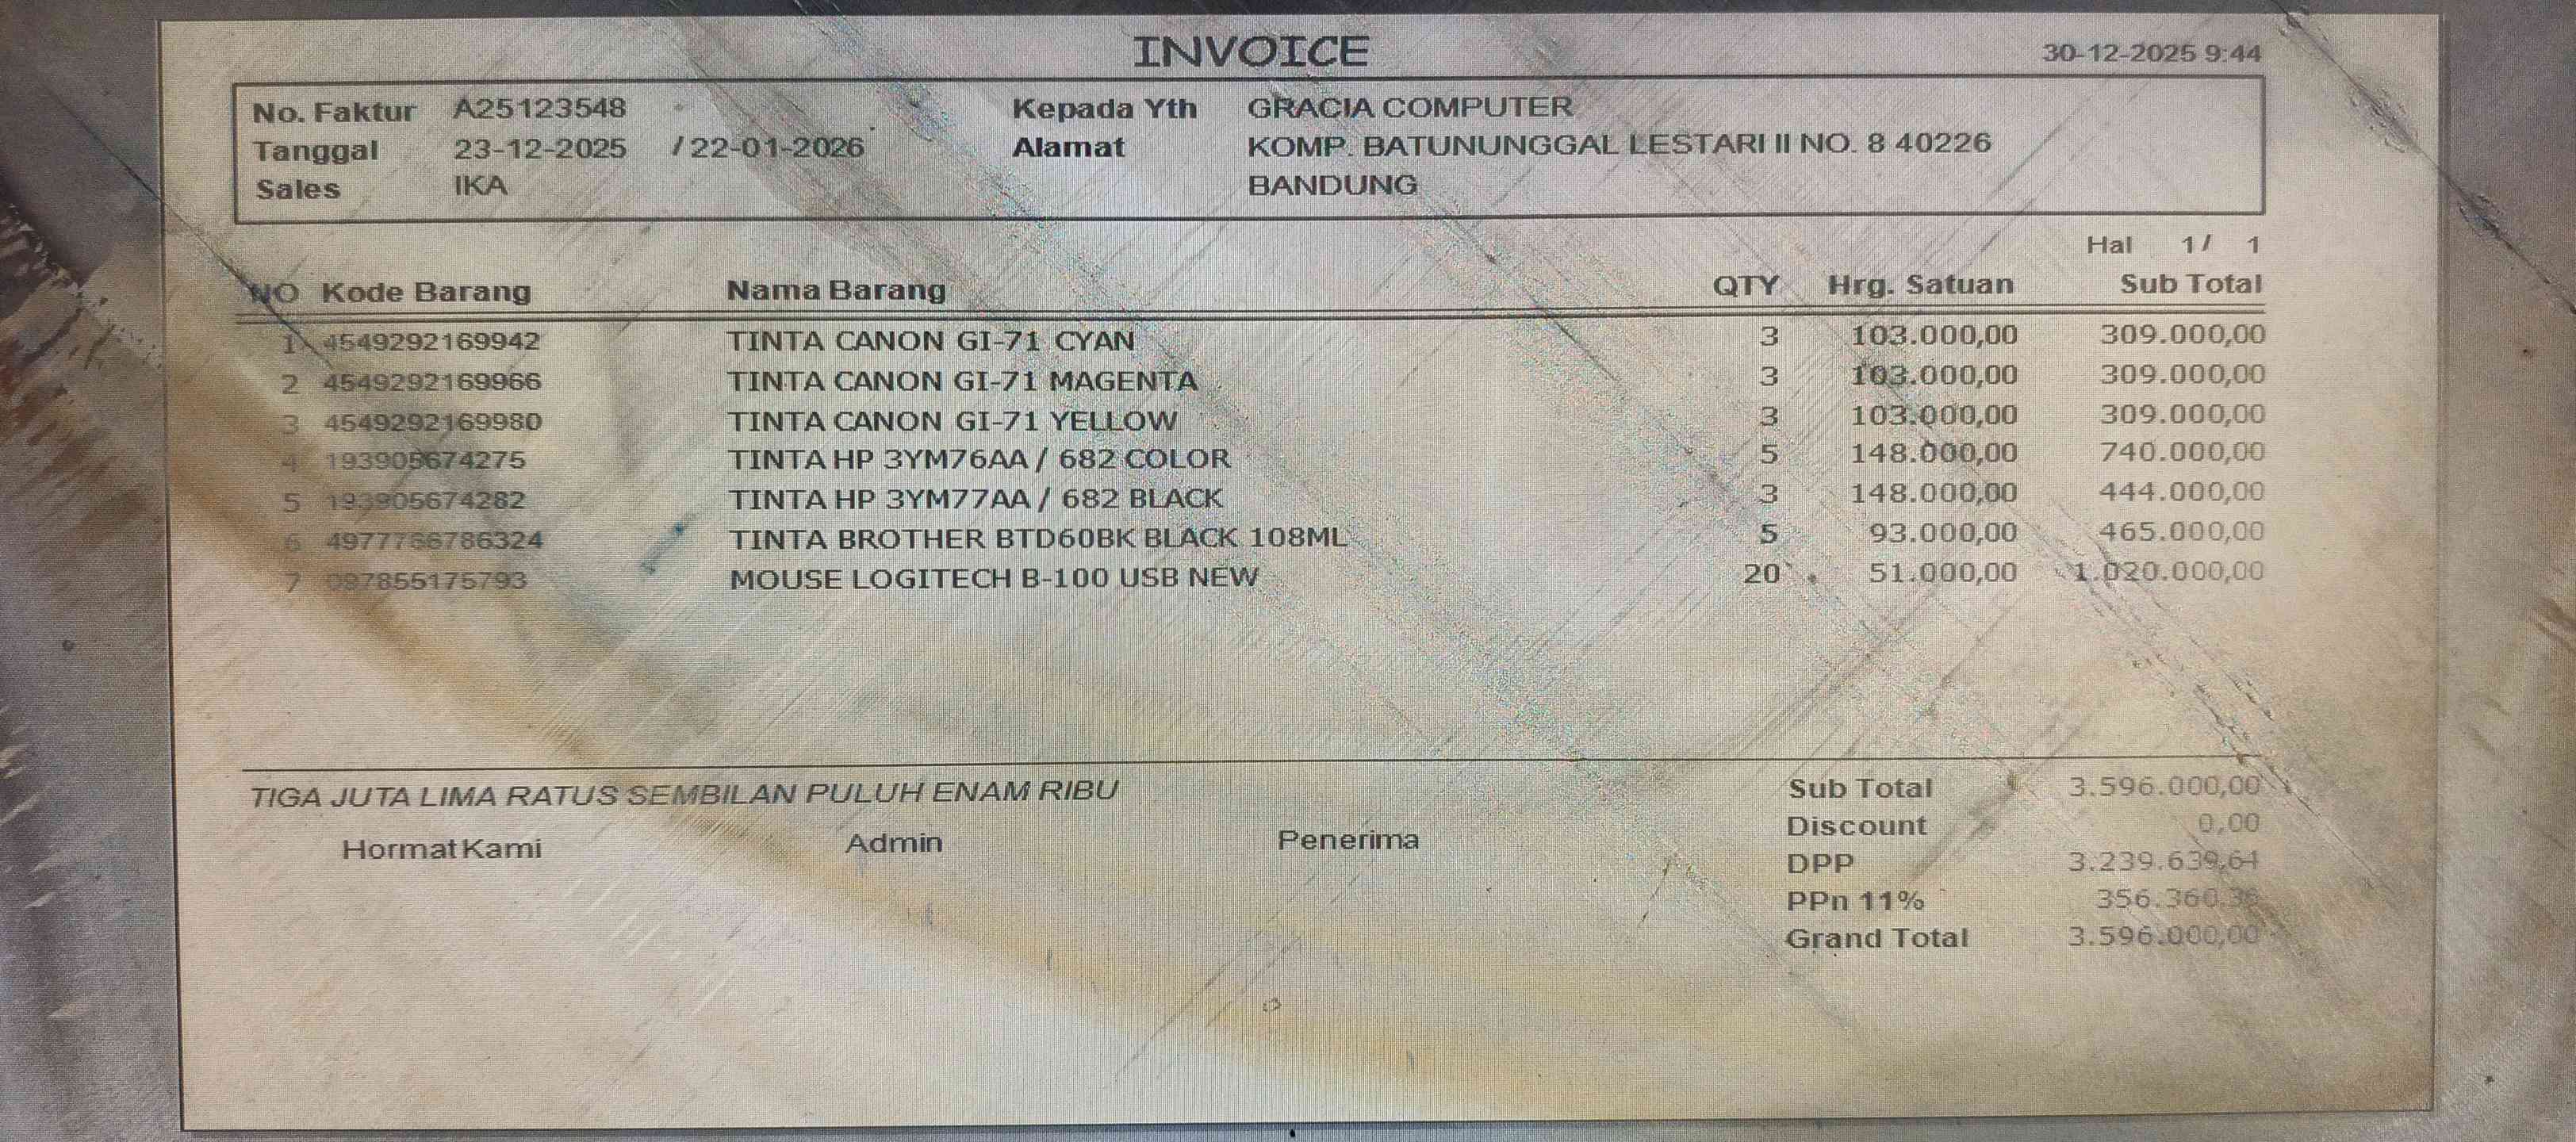 INVOICE
30-12-2025 9:44
No. Faktur A25123548 Kepada Yth GRACIA COMPUTER
Tanggal 23-12-2025 / 22-01-2026 Alamat KOMP. BATUNUNGGAL LESTARI II NO. 8 40226
Sales IKA BANDUNG
Hal 1 / 1
NO Kode Barang Nama Barang QTY Hrg. Satuan Sub Total
1 4549292169942 TINTA CANON GI-71 CYAN 3 103.000,00 309.000,00
2 4549292169966 TINTA CANON GI-71 MAGENTA 3 103.000,00 309.000,00
3 4549292169980 TINTA CANON GI-71 YELLOW 3 103.000,00 309.000,00
4 193905674275 TINTA HP 3YM76AA / 682 COLOR 5 148.000,00 740.000,00
5 193905674282 TINTA HP 3YM77AA / 682 BLACK 3 148.000,00 444.000,00
6 4977766786324 TINTA BROTHER BTD60BK BLACK 108ML 5 93.000,00 465.000,00
7 097855175793 MOUSE LOGITECH B-100 USB NEW 20 51.000,00 1.020.000,00
TIGA JUTA LIMA RATUS SEMBILAN PULUH ENAM RIBU
Hormat Kami Admin Penerima
Sub Total 3.596.000,00
Discount 0,00
DPP 3.239.639,64
PPn 11% 356.360,36
Grand Total 3.596.000,00